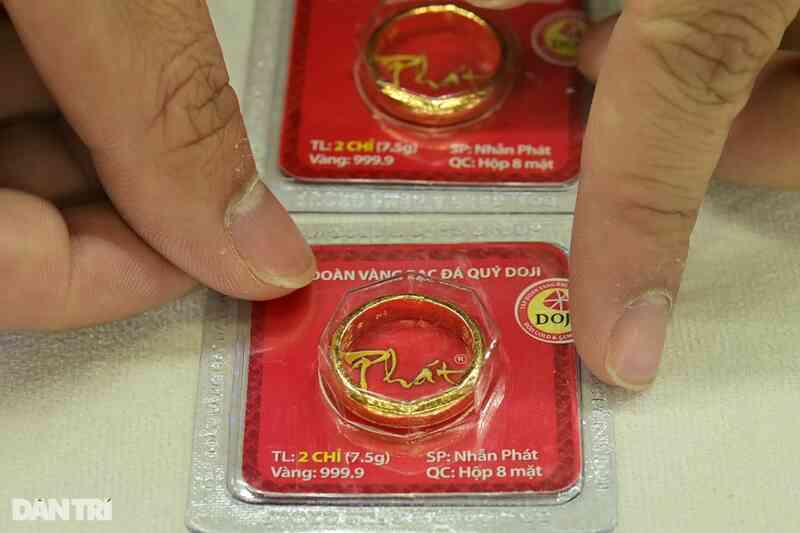 Phát
DOJI
TL: 2 CHỈ (7.5g) SP: Nhẫn Phát
Vàng: 999.9 QC: Hộp 8 mặt
ĐOÀN VÀNG BẠC ĐÁ QUÝ DOJI
DOJI
Phát®
TL: 2 CHỈ (7.5g) SP: Nhẫn Phát
Vàng: 999.9 QC: Hộp 8 mặt
DÂN TRÍ